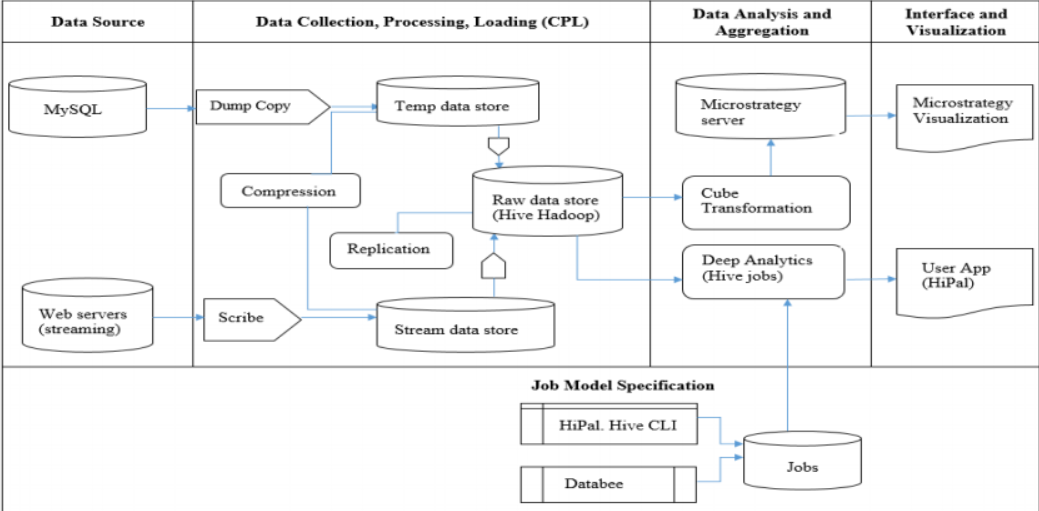 Data Source
Data Collection, Processing, Loading (CPL)
Data Analysis and
Aggregation
Interface and
Visualization
MySQL
Dump Copy
Temp data store
Microstrategy
server
Microstrategy
Visualization
Compression
Raw data store
(Hive Hadoop)
Cube
Transformation
Replication
Deep Analytics
(Hive jobs)
User App
(HiPal)
Web servers
(streaming)
Scribe
Stream data store
Job Model Specification
HiPal. Hive CLI
Databee
Jobs